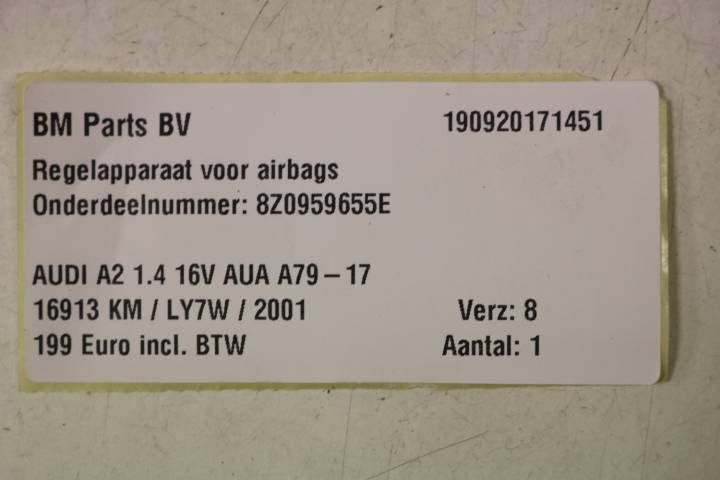 BM Parts BV 190920171451
Regelapparaat voor airbags
Onderdeelnummer: 8Z0959655E
AUDI A2 1.4 16V AUA A79 – 17
16913 KM / LY7W / 2001 Verz: 8
199 Euro incl. BTW Aantal: 1